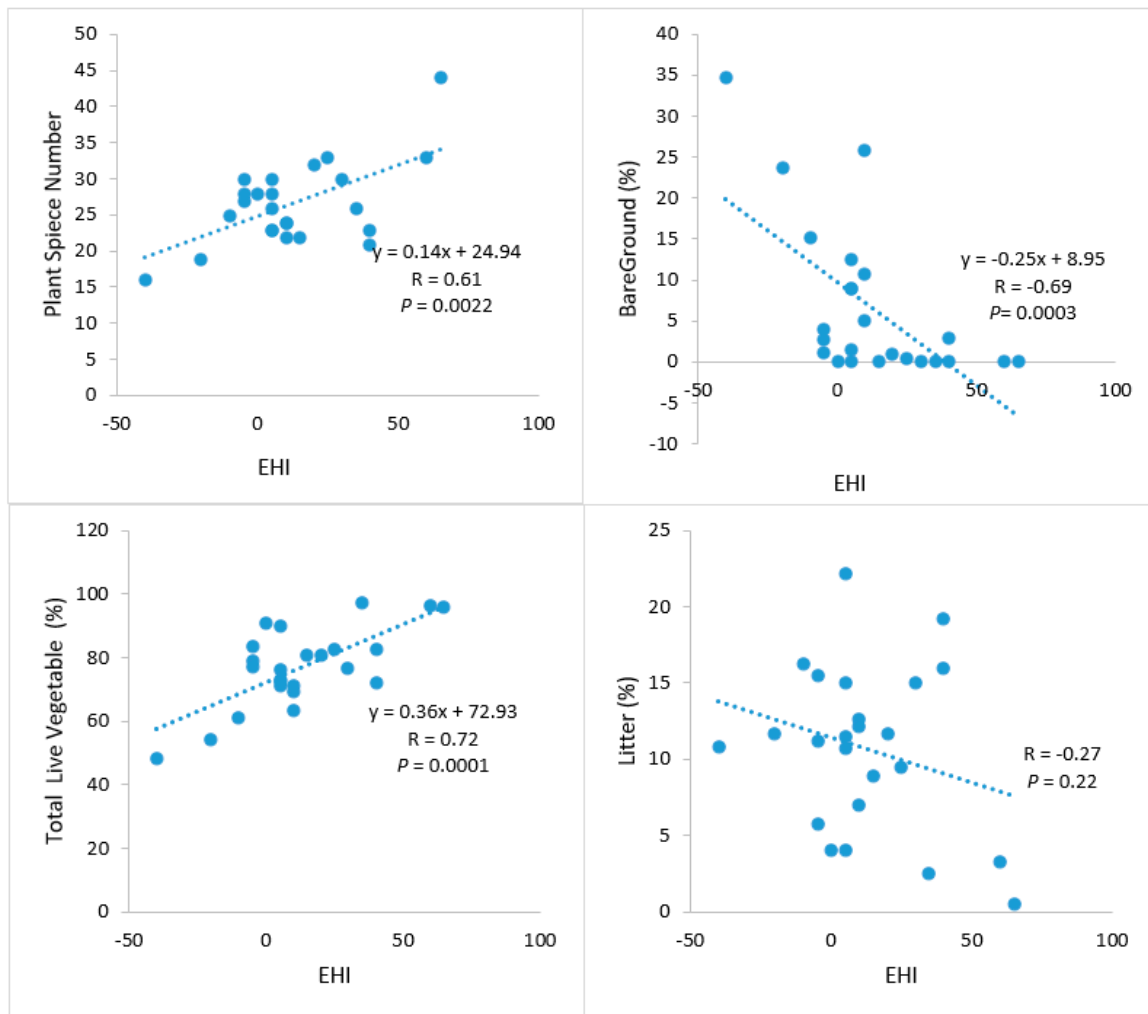 45
40
35
30
25
20
15
10
5
0
-50
0
50
100
Plant Spiece Number
EHI
y = 0.14x + 24.94
R = 0.61
P = 0.0022
40
35
30
25
20
15
10
5
0
-5
-10
-50
0
50
100
BareGround (%)
EHI
y = -0.25x + 8.95
R = -0.69
P= 0.0003
120
100
80
60
40
20
0
-50
0
50
100
Total Live Vegetable (%)
EHI
y = 0.36x + 72.93
R = 0.72
P = 0.0001
25
20
15
10
5
0
-50
0
50
100
Litter (%)
EHI
R = -0.27
P = 0.22